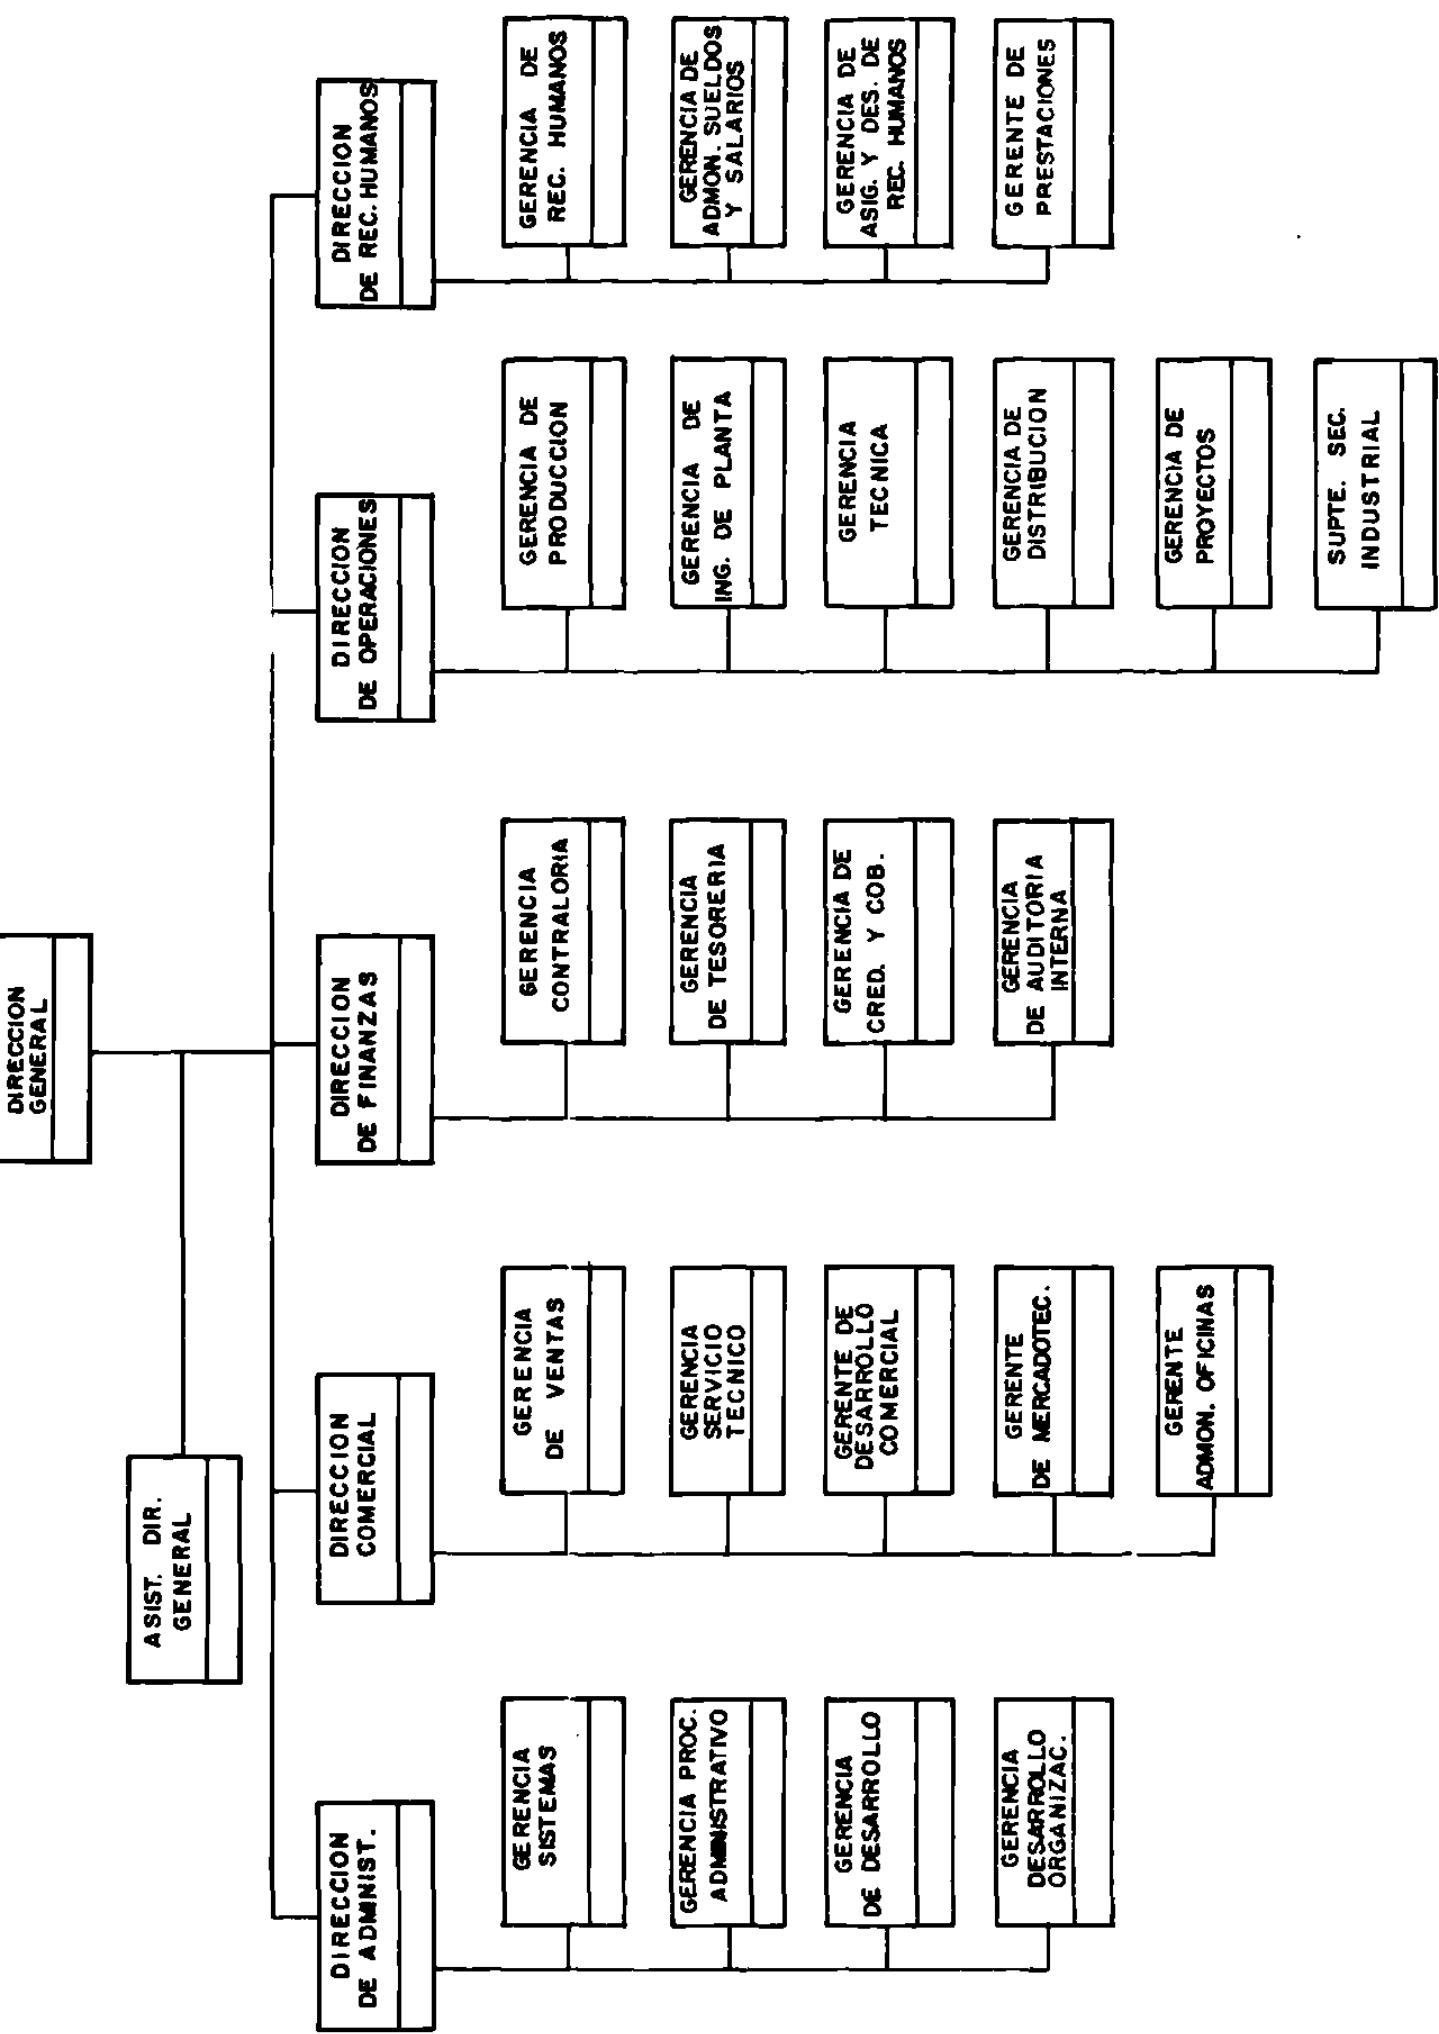 DIRECCION
GENERAL
ASIST. DIR.
GENERAL
DIRECCION
DE ADMINIST.
DIRECCION
COMERCIAL
DIRECCION
DE FINANZAS
DIRECCION
DE OPERACIONES
DIRECCION
DE REC. HUMANOS
GERENCIA
SISTEMAS
GERENCIA PROC.
ADMINISTRATIVO
GERENCIA
DE DESARROLLO
GERENCIA
DESARROLLO
ORGANIZAC.
GERENCIA
DE VENTAS
GERENCIA
SERVICIO
TECNICO
GERENTE DE
DESARROLLO
COMERCIAL
GERENTE
DE MERCADOTEC.
GERENTE
ADMON. OFICINAS
GERENCIA
CONTRALORIA
GERENCIA
DE TESORERIA
GERENCIA DE
CRED. Y COB.
GERENCIA
DE AUDITORIA
INTERNA
GERENCIA DE
PRODUCCION
GERENCIA DE
ING. DE PLANTA
GERENCIA
TECNICA
GERENCIA DE
DISTRIBUCION
GERENCIA DE
PROYECTOS
SUPTE. SEC.
INDUSTRIAL
GERENCIA DE
REC. HUMANOS
GERENCIA DE
ADMON. SUELDOS
Y SALARIOS
GERENCIA DE
ASIG. Y DES. DE
REC. HUMANOS
GERENTE DE
PRESTACIONES